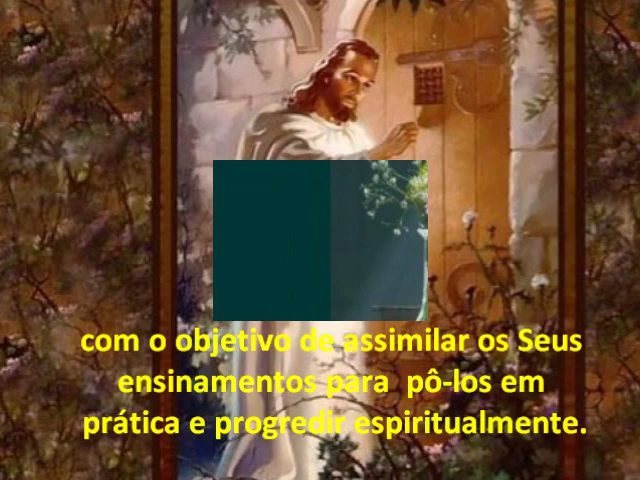 com o objetivo de assimilar os Seus
ensinamentos para  pô-los em
prática e progredir espiritualmente.